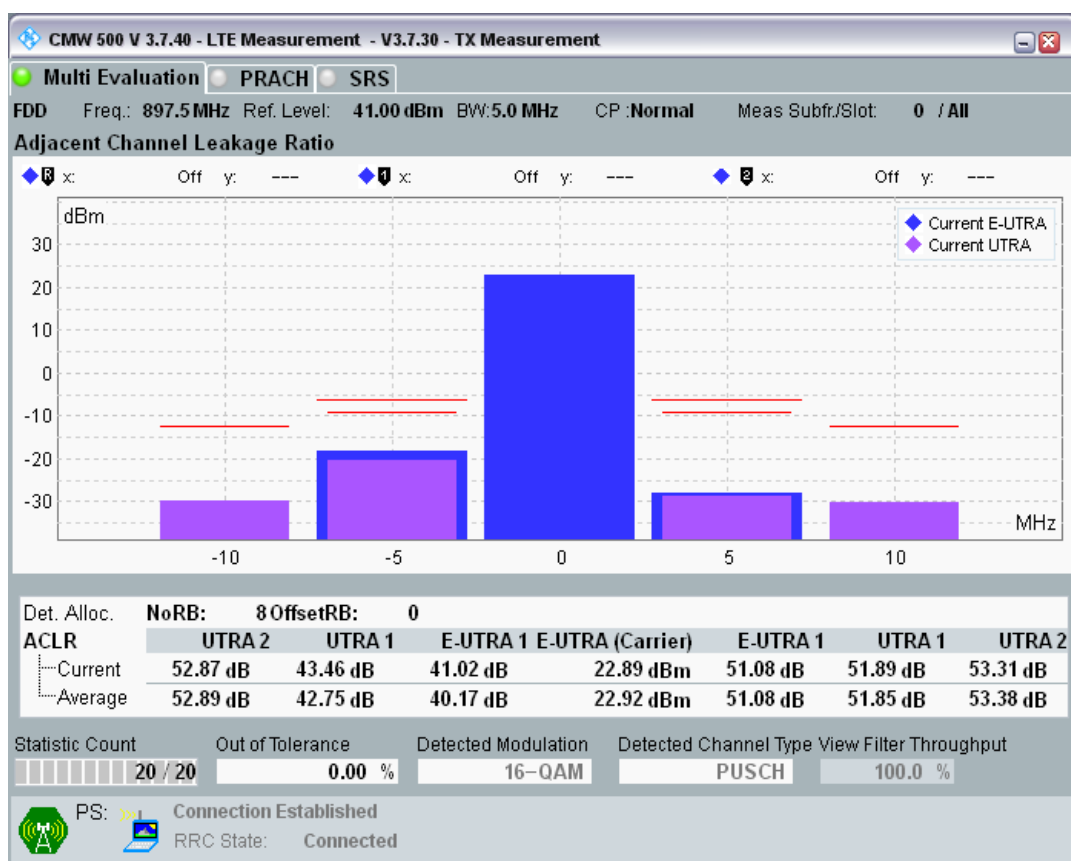 CMW 500 V 3.7.40 - LTE Measurement - V3.7.30 - TX Measurement
Multi Evaluation PRACH SRS
FDD Freq.: 897.5 MHz Ref. Level: 41.00 dBm BW:5.0 MHz CP :Normal Meas Subfr./Slot: 0 / All
Adjacent Channel Leakage Ratio
R x: Off y: --- 1 x: Off y: --- 2 x: Off y: ---
dBm
Current E-UTRA
Current UTRA
30
20
10
0
-10
-20
-30
MHz
-10 -5 0 5 10
Det. Alloc. NoRB: 8 OffsetRB: 0
ACLR UTRA 2 UTRA 1 E-UTRA 1 E-UTRA (Carrier) E-UTRA 1 UTRA 1 UTRA 2
Current 52.87 dB 43.46 dB 41.02 dB 22.89 dBm 51.08 dB 51.89 dB 53.31 dB
Average 52.89 dB 42.75 dB 40.17 dB 22.92 dBm 51.08 dB 51.85 dB 53.38 dB
Statistic Count Out of Tolerance Detected Modulation Detected Channel Type View Filter Throughput
20 / 20 0.00 % 16-QAM PUSCH 100.0 %
PS: Connection Established
RRC State: Connected